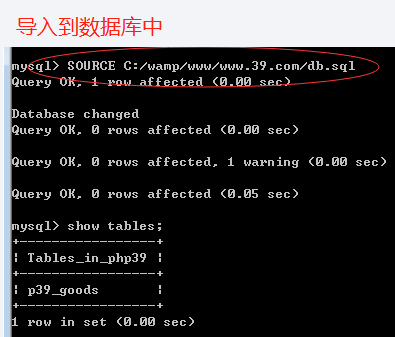 导入到数据库中
mysql> SOURCE C:/wamp/www/www.39.com/db.sql
Query OK, 1 row affected (0.00 sec)
Database changed
Query OK, 0 rows affected (0.00 sec)
Query OK, 0 rows affected, 1 warning (0.00 sec)
Query OK, 0 rows affected (0.05 sec)
mysql> show tables;
+-----------------+
| Tables_in_php39 |
+-----------------+
| p39_goods       |
+-----------------+
1 row in set (0.00 sec)